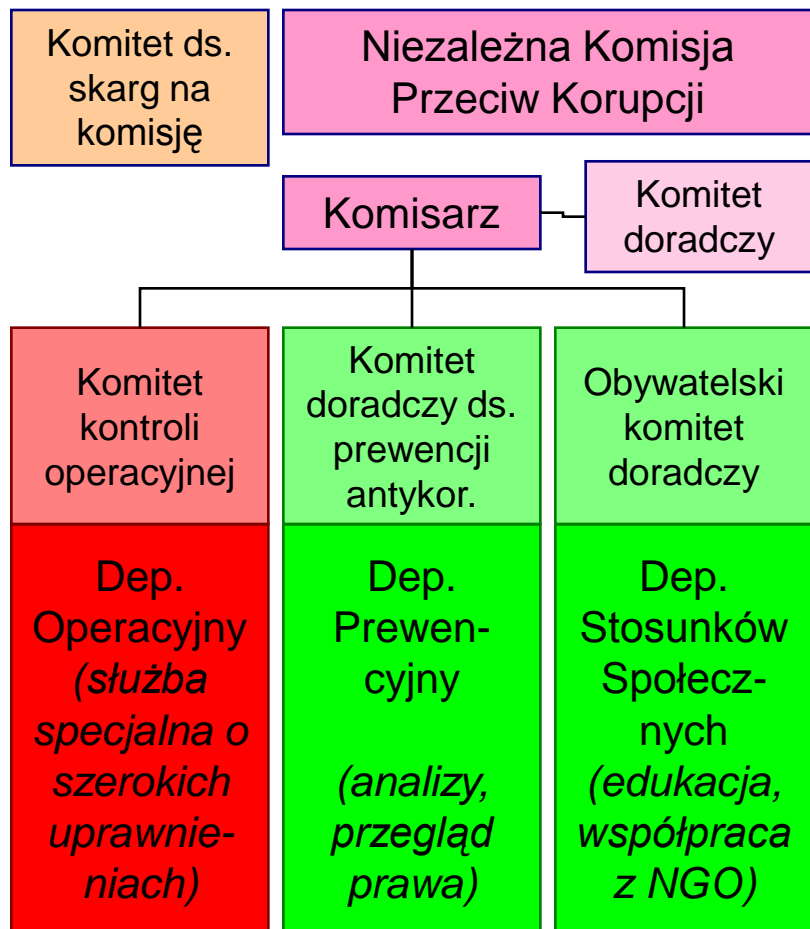 Komitet ds.
skarg na
komisję
Niezależna Komisja
Przeciw Korupcji
Komisarz
Komitet
doradczy
Komitet
kontroli
operacyjnej
Komitet
doradczy ds.
prewencji
antykor.
Obywatelski
komitet
doradczy
Dep.
Operacyjny
(służba
specjalna o
szerokich
uprawnie-
niach)
Dep.
Prewen-
cyjny
(analizy,
przegląd
prawa)
Dep.
Stosunków
Społecz-
nych
(edukacja,
współpraca
z NGO)